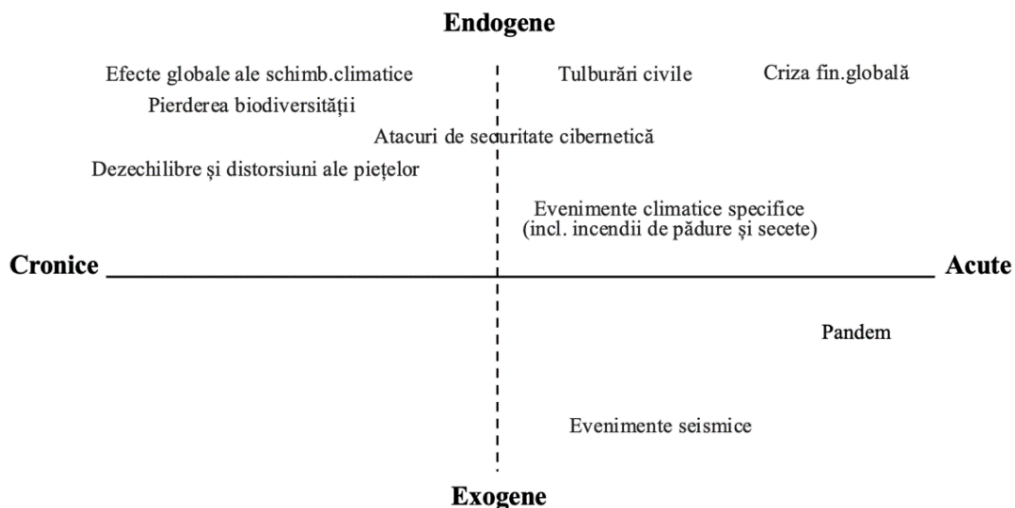 Endogene
Efecte globale ale schimb.climatice
Tulburări civile
Criza fin.globală
Pierderea biodiversității
Atacuri de securitate cibernetică
Dezechilibre și distorsiuni ale piețelor
Evenimente climatice specifice
(incl. incendii de pădure și secete)
Cronice
Acute
Pandem
Evenimente seismice
Exogene